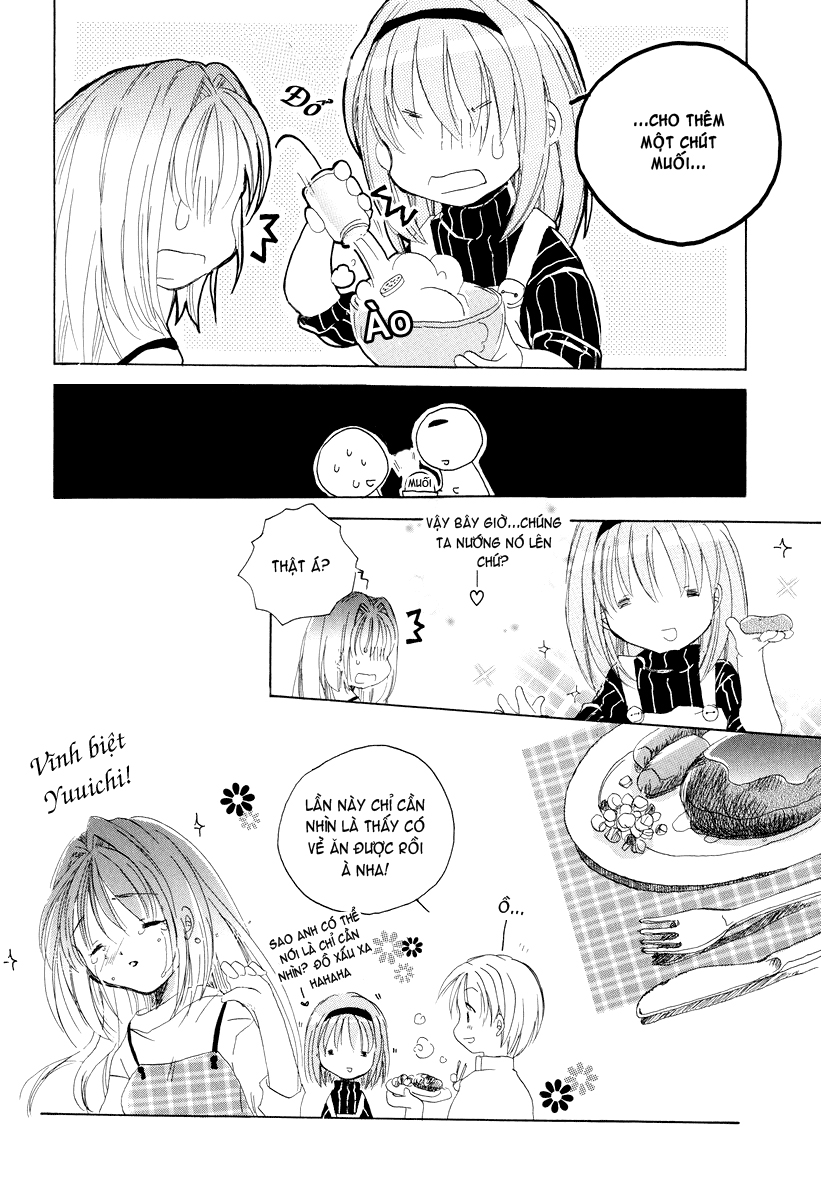 ...CHO THÊM
MỘT CHÚT
MUỐI...
Đổ
Ào
MUỐI
VẬY BÂY GIỜ...CHÚNG
TA NƯỚNG NÓ LÊN
CHỨ?
THẬT Á?
Vĩnh biệt
Yuuichi!
LẦN NÀY CHỈ CẦN
NHÌN LÀ THẤY CÓ
VẺ ĂN ĐƯỢC RỒI
À NHA!
Ồ...
SAO ANH CÓ THỂ
NÓI LÀ CHỈ CẦN
NHÌN? ĐỒ XẤU XA
HAHAHA